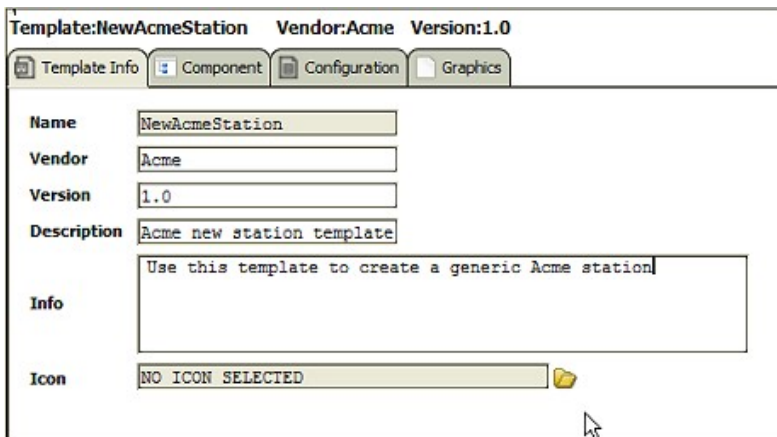 Template:NewAcmeStation Vendor:Acme Version:1.0
Template Info Component Configuration Graphics
Name NewAcmeStation
Vendor Acme
Version 1.0
Description Acme new station template
Info Use this template to create a generic Acme station
Icon NO ICON SELECTED